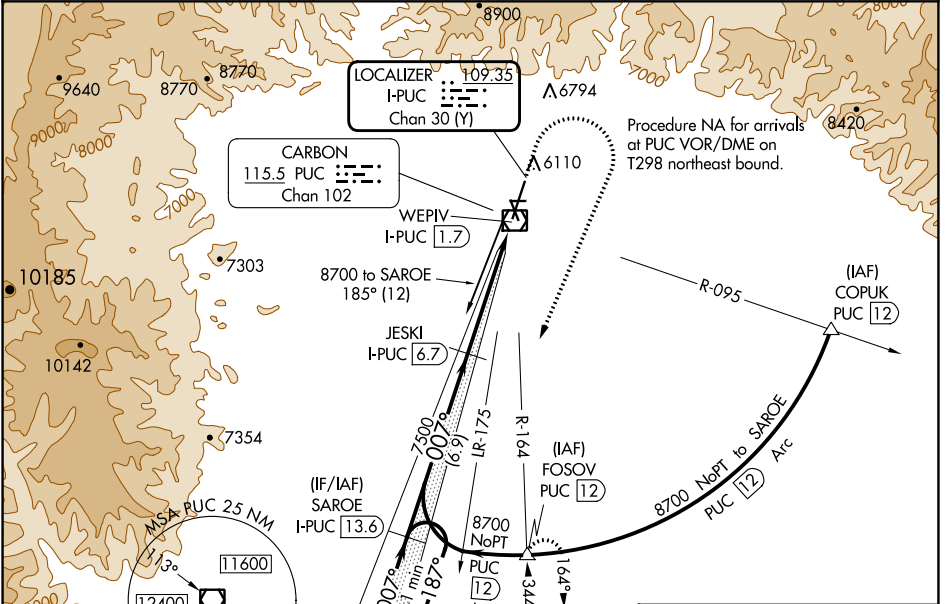 8900
9000
7000
8770
8770
9640
9000
8000
7000
LOCALIZER 109.35
I-PUC
Chan 30 (Y)
6794
8420
Procedure NA for arrivals
at PUC VOR/DME on
T298 northeast bound.
6110
CARBON
115.5 PUC
Chan 102
WEPIV
I-PUC 1.7
7303
10185
8700 to SAROE
185° (12)
R-095
(IAF)
COPUK
PUC 12
JESKI
I-PUC 6.7
10142
7354
7500
007°
(6.9)
LR-175
R-164
(IAF)
FOSOV
PUC 12
8700 NoPT to SAROE
PUC 12 Arc
(IF/IAF)
SAROE
I-PUC 13.6
8700
NoPT
PUC
12
MSA PUC 25 NM
113°
11600
12400
007°
1 min
187°
344
164°